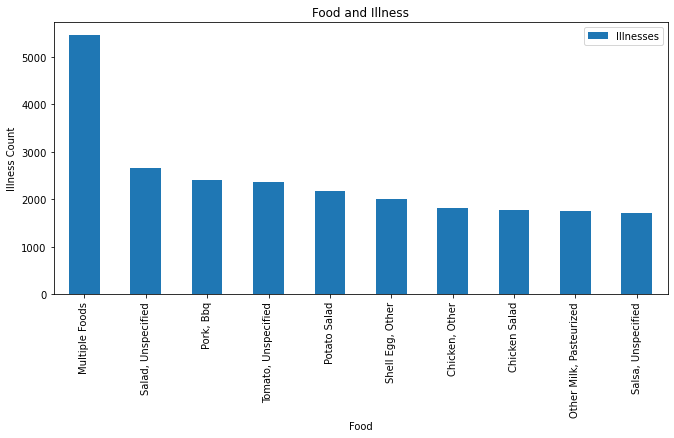 Food and Illness
Illnesses
Illness Count
5000
4000
3000
2000
1000
0
Multiple Foods
Salad, Unspecified
Pork, Bbq
Tomato, Unspecified
Potato Salad
Shell Egg, Other
Chicken, Other
Chicken Salad
Other Milk, Pasteurized
Salsa, Unspecified
Food